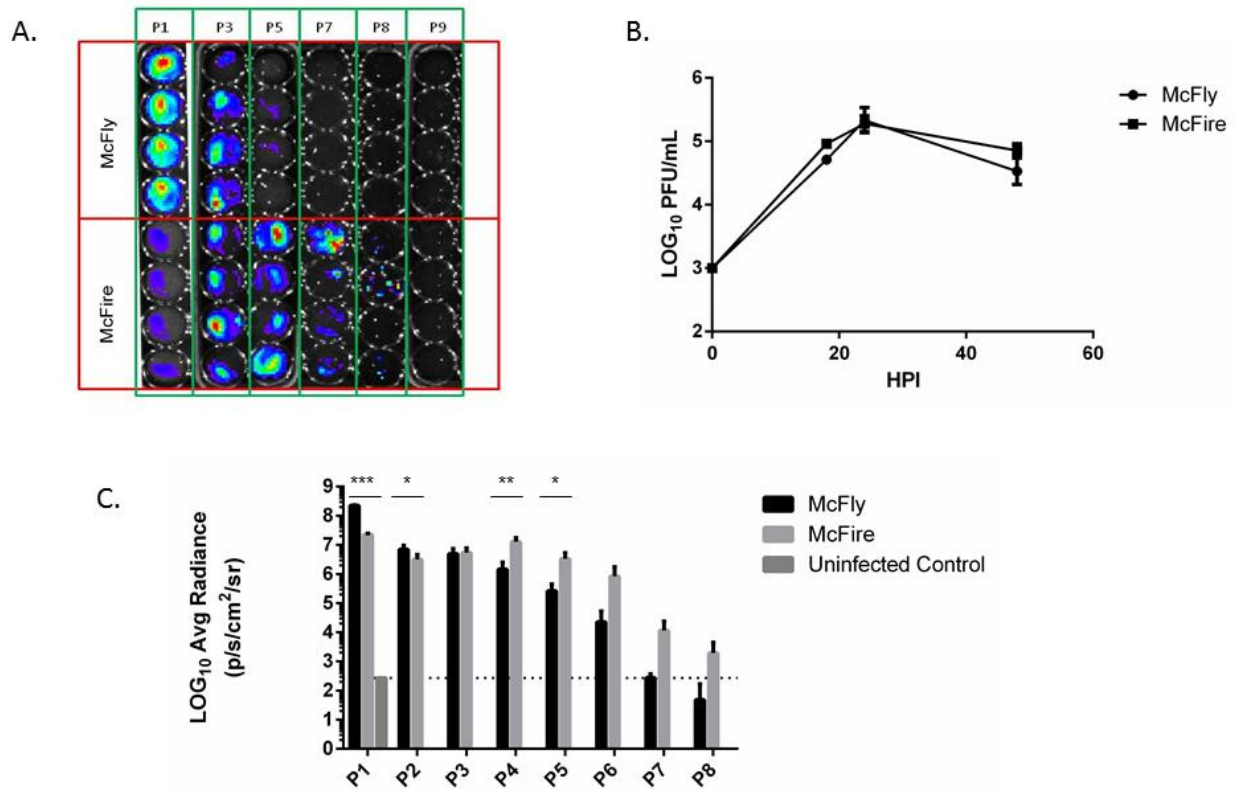 A.
P1 P3 P5 P7 P8 P9
McFly
McFire
B.
LOG10 PFU/mL
6
5
4
3
2
0 20 40 60
HPI
McFly
McFire
C.
LOG10 Avg Radiance
(p/s/cm2/sr)
9
8
7
6
5
4
3
2
1
0
*** * ** *
P1 P2 P3 P4 P5 P6 P7 P8
McFly
McFire
Uninfected Control